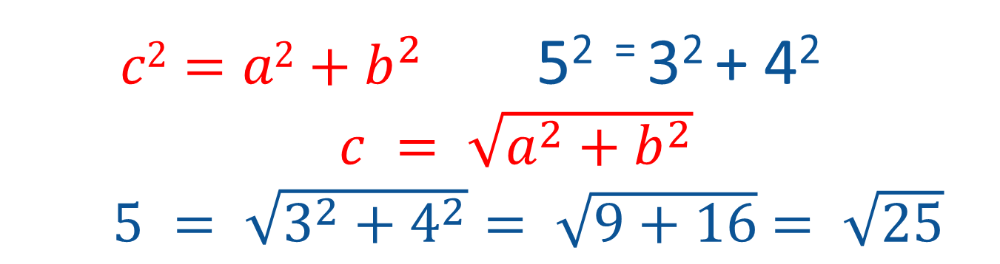 c² = a² + b² 5² = 3² + 4²
c = √(a² + b²)
5 = √(3² + 4²) = √(9 + 16) = √25